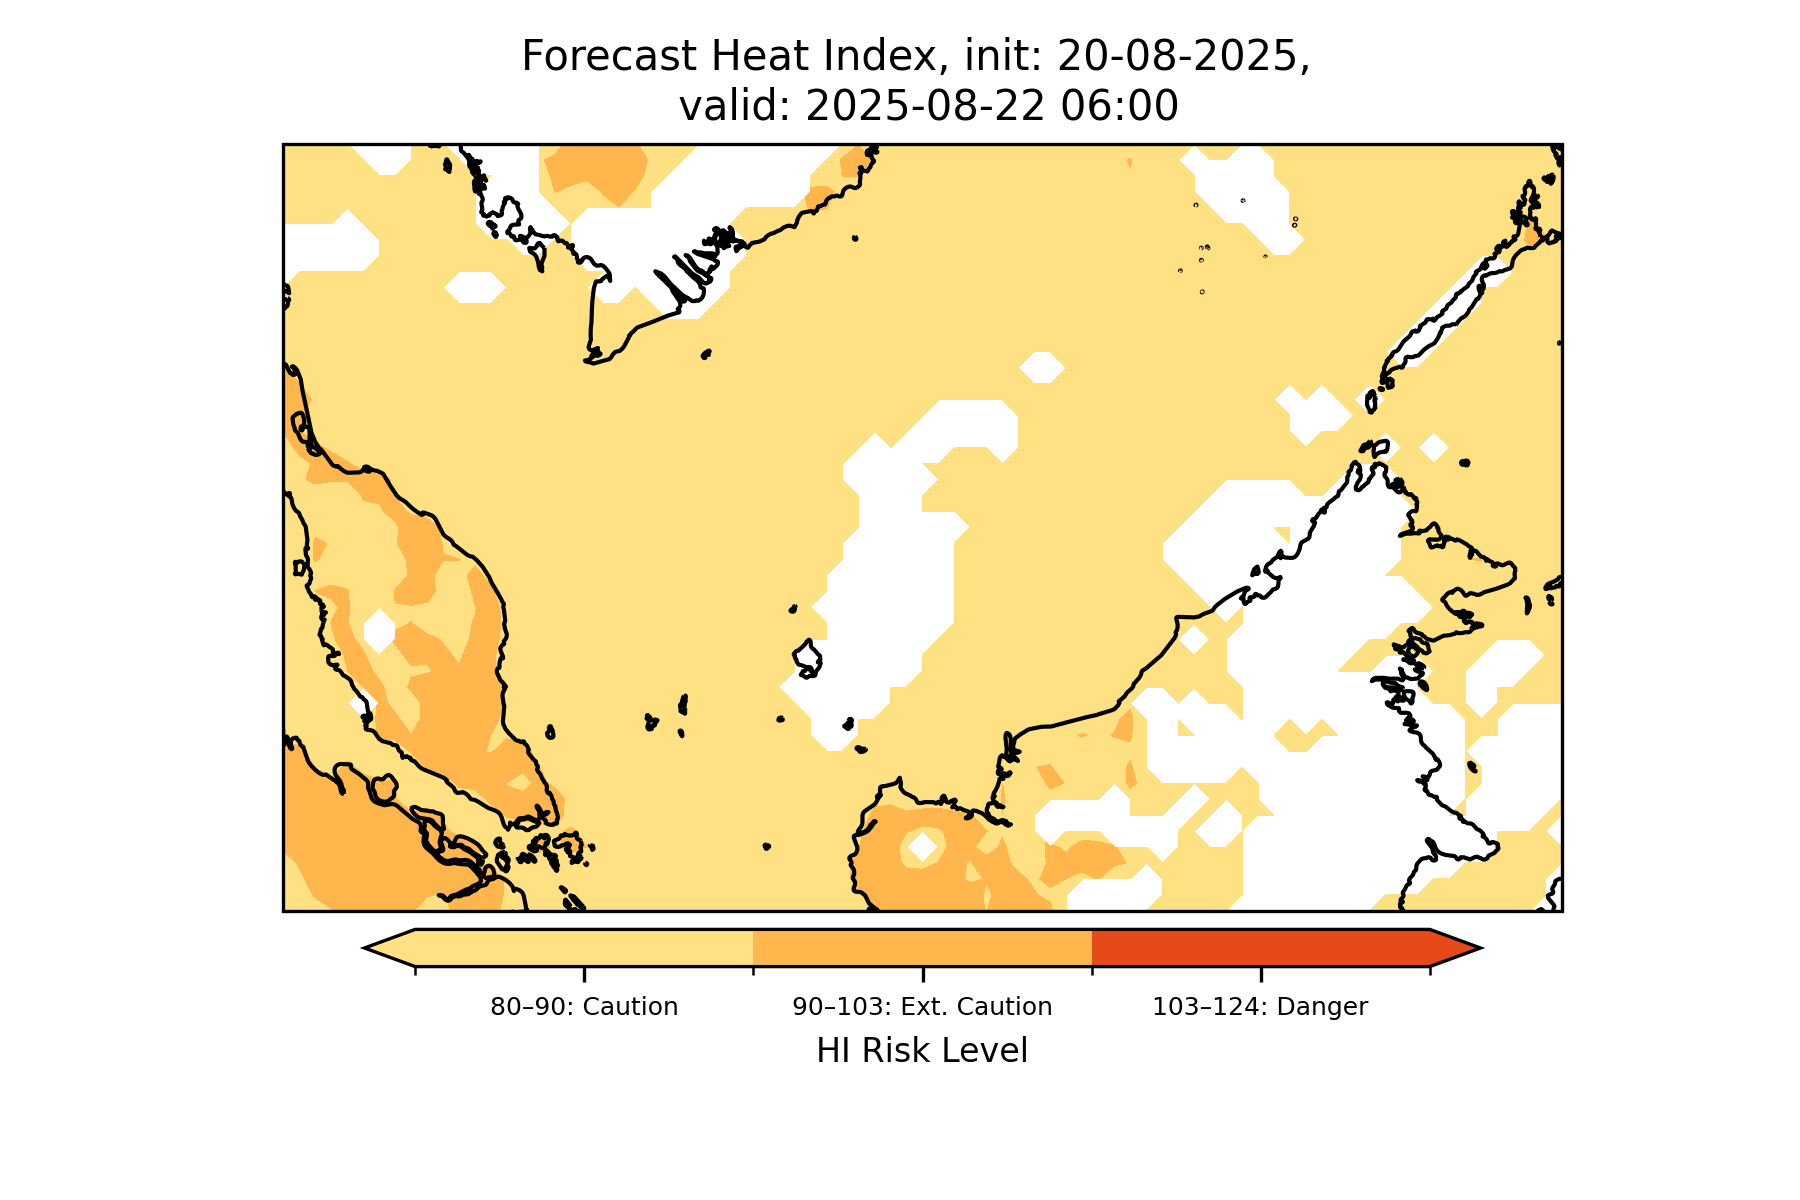 Forecast Heat Index, init: 20-08-2025,
valid: 2025-08-22 06:00
80–90: Caution
90–103: Ext. Caution
103–124: Danger
HI Risk Level